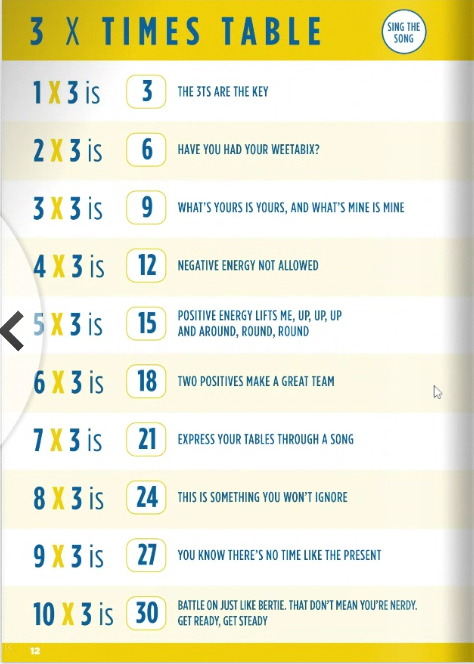 3 X TIMES TABLE
SING THE
SONG
1 X 3 is 3 THE 3TS ARE THE KEY
2 X 3 is 6 HAVE YOU HAD YOUR WEETABIX?
3 X 3 is 9 WHAT'S YOURS IS YOURS, AND WHAT'S MINE IS MINE
4 X 3 is 12 NEGATIVE ENERGY NOT ALLOWED
5 X 3 is 15 POSITIVE ENERGY LIFTS ME, UP, UP, UP
AND AROUND, ROUND, ROUND
6 X 3 is 18 TWO POSITIVES MAKE A GREAT TEAM
7 X 3 is 21 EXPRESS YOUR TABLES THROUGH A SONG
8 X 3 is 24 THIS IS SOMETHING YOU WON'T IGNORE
9 X 3 is 27 YOU KNOW THERE'S NO TIME LIKE THE PRESENT
10 X 3 is 30 BATTLE ON JUST LIKE BERTIE. THAT DON'T MEAN YOU'RE NERDY.
GET READY, GET STEADY
12